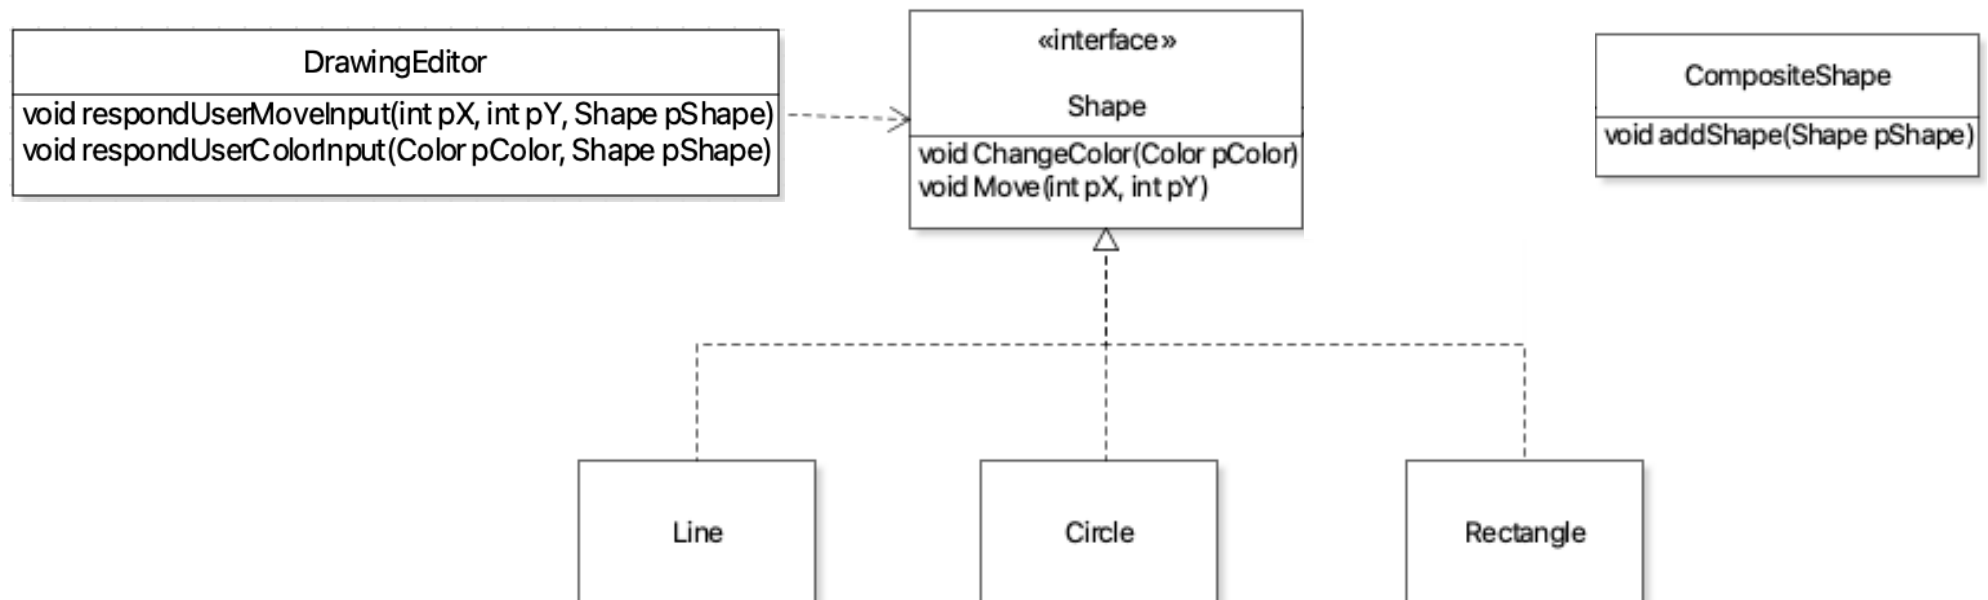 DrawingEditor
void respondUserMoveInput(int pX, int pY, Shape pShape)
void respondUserColorInput(Color pColor, Shape pShape)
«interface»
Shape
void ChangeColor(Color pColor)
void Move(int pX, int pY)
CompositeShape
void addShape(Shape pShape)
Line
Circle
Rectangle